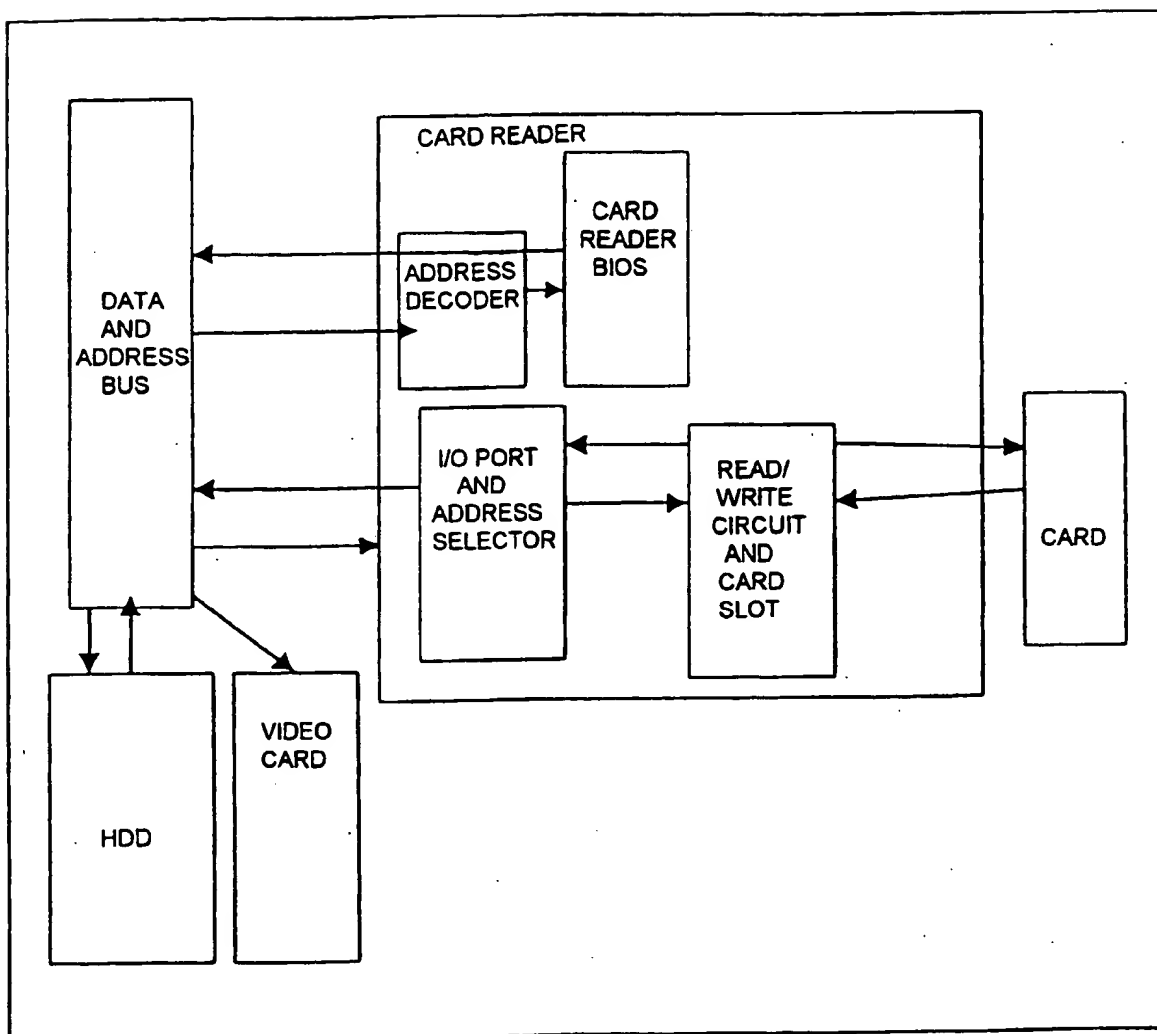 CARD READER
CARD
READER
BIOS
ADDRESS
DECODER
DATA
AND
ADDRESS
BUS
I/O PORT
AND
ADDRESS
SELECTOR
READ/
WRITE
CIRCUIT
AND
CARD
SLOT
CARD
HDD
VIDEO
CARD